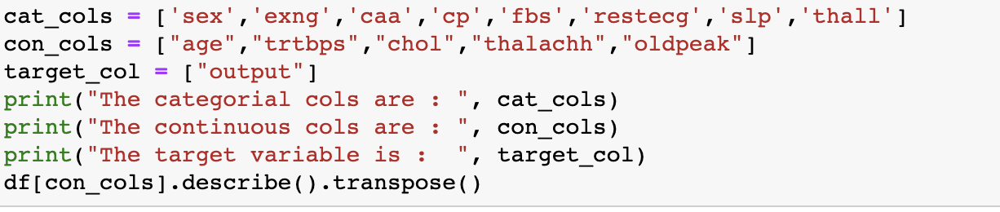 cat_cols = ['sex','exng','caa','cp','fbs','restecg','slp','thall']
con_cols = ["age","trtbps","chol","thalachh","oldpeak"]
target_col = ["output"]
print("The categorial cols are : ", cat_cols)
print("The continuous cols are : ", con_cols)
print("The target variable is :  ", target_col)
df[con_cols].describe().transpose()